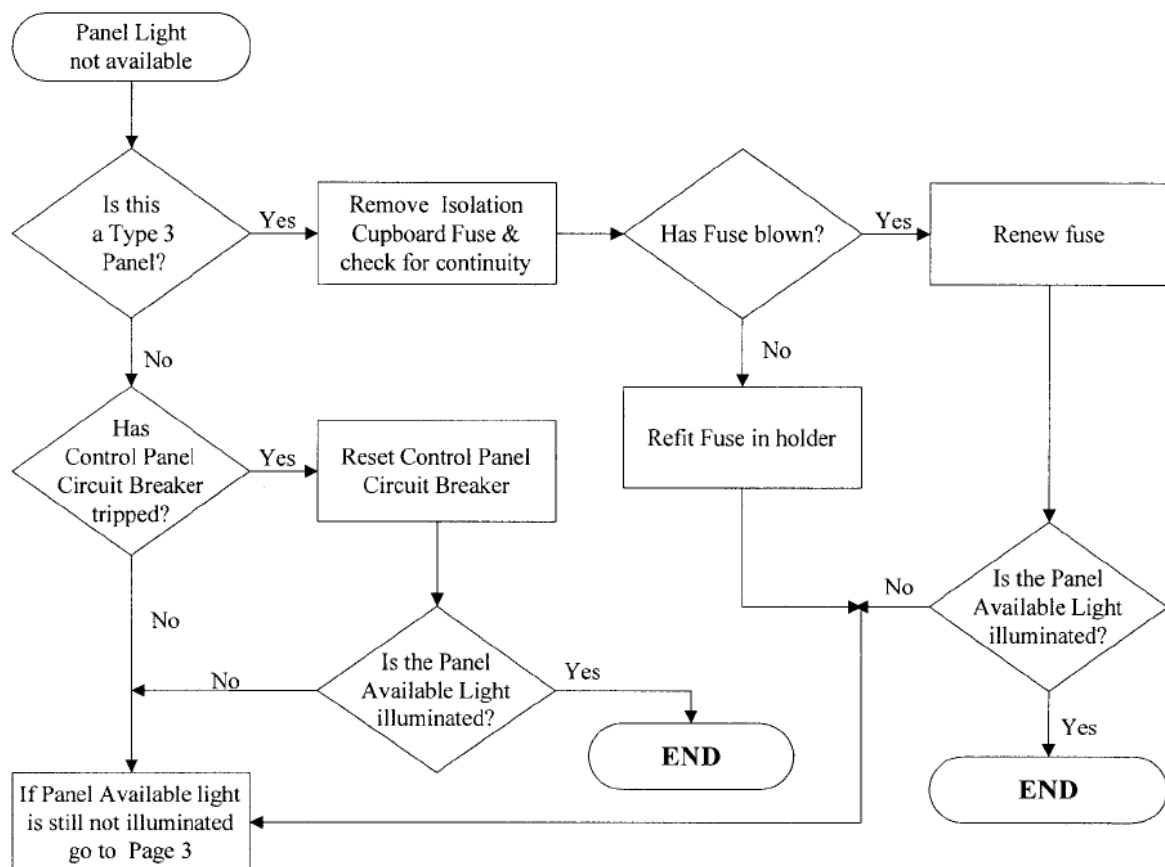 Panel Light
not available
Is this
a Type 3
Panel?
Yes
Remove Isolation
Cupboard Fuse &
check for continuity
Has Fuse blown?
Yes
Renew fuse
No
No
Has
Control Panel
Circuit Breaker
tripped?
Yes
Reset Control Panel
Circuit Breaker
Refit Fuse in holder
No
Is the Panel
Available Light
illuminated?
No
No
Is the Panel
Available Light
illuminated?
Yes
END
Yes
END
If Panel Available light
is still not illuminated
go to Page 3